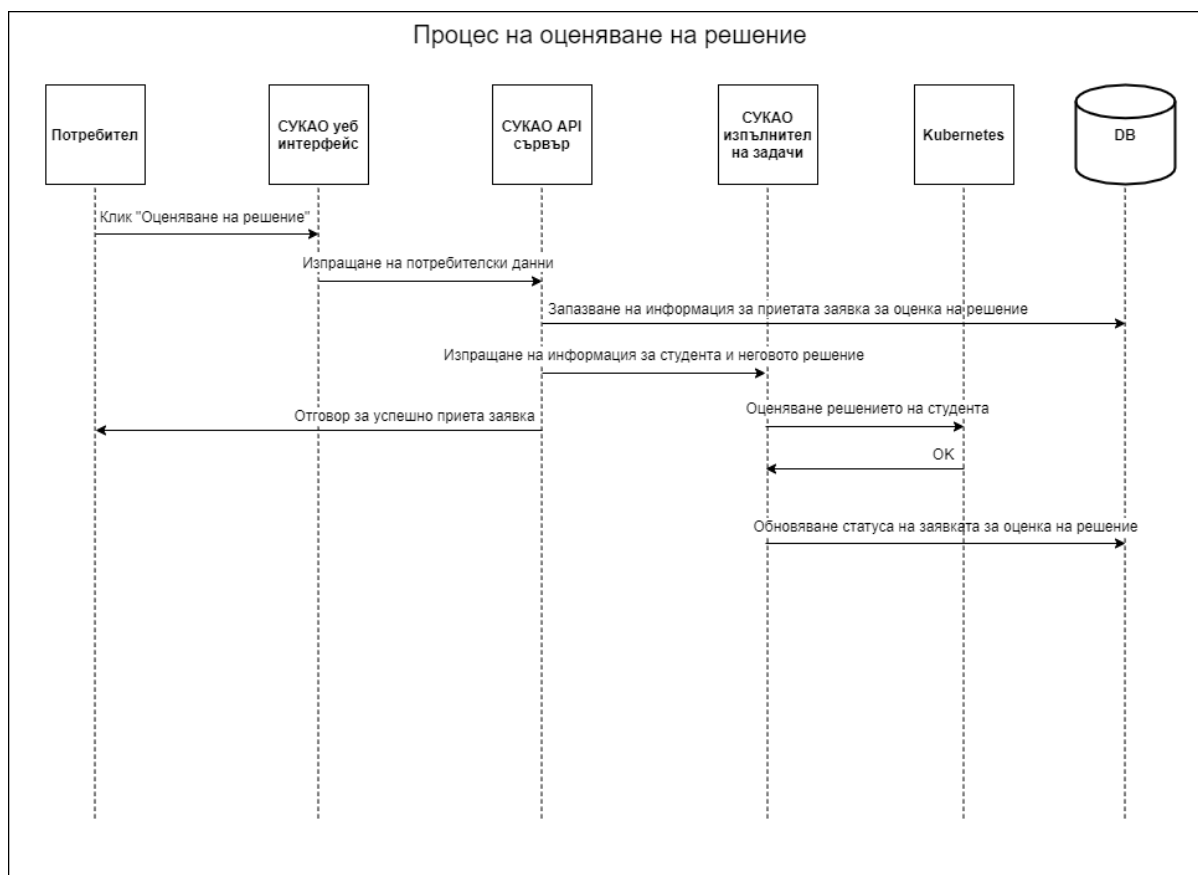 Процес на оценяване на решение
Потребител
СУКАО уеб
интерфейс
СУКАО API
сървър
СУКАО
изпълнител
на задачи
Kubernetes
DB
Клик "Оценяване на решение"
Изпращане на потребителски данни
Запазване на информация за приетата заявка за оценка на решение
Изпращане на информация за студента и неговото решение
Оценяване решението на студента
Отговор за успешно приета заявка
OK
Обновяване статуса на заявката за оценка на решение